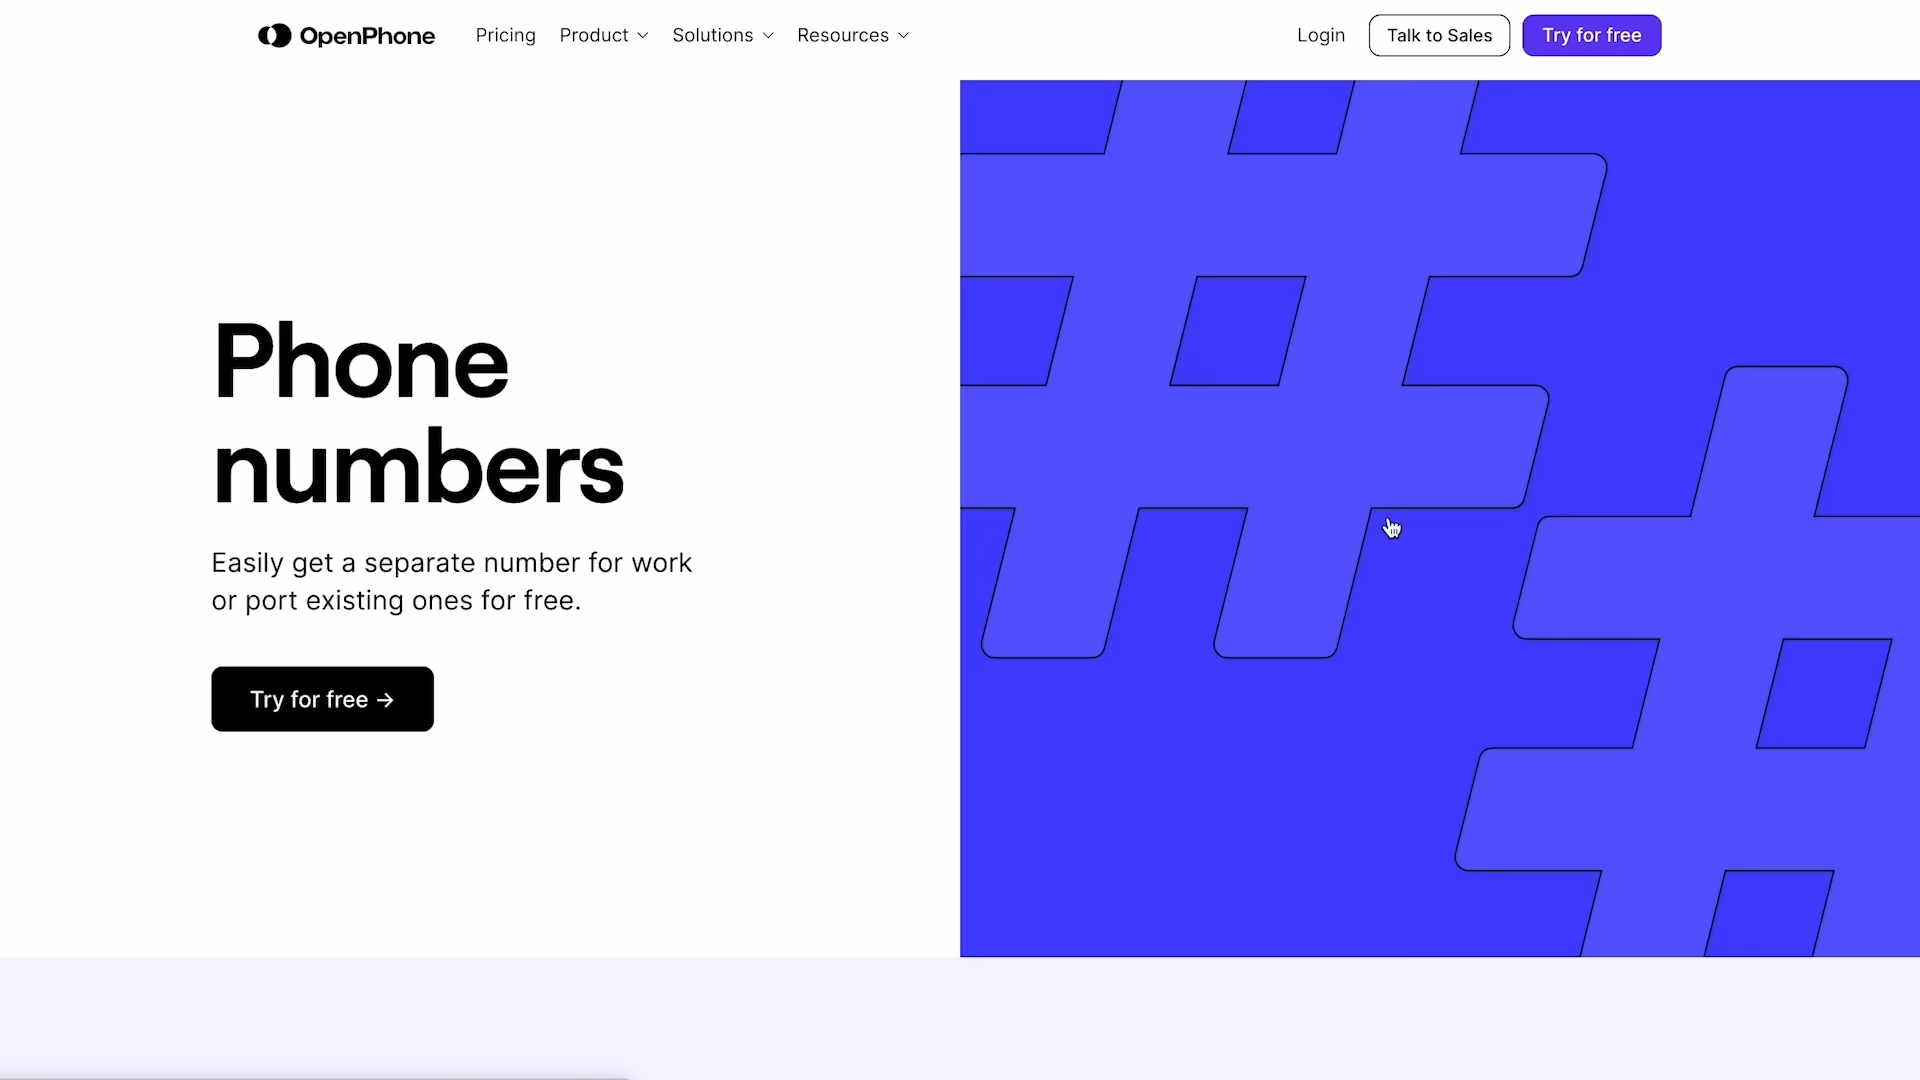 OpenPhone Pricing Product Solutions Resources Login Talk to Sales Try for free
Phone
numbers
Easily get a separate number for work
or port existing ones for free.
Try for free →